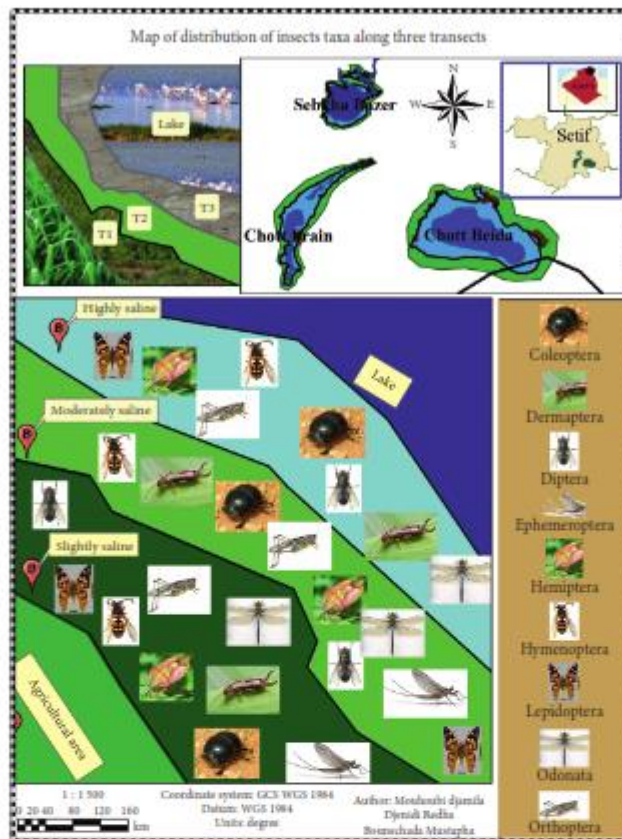 Map of distribution of insects taxa along three transects
Lake
T1
T2
T3
Sebkha Bazer
N
W
E
S
Chott Frain
Chott Beida
Setif
Highly saline
Lake
Moderately saline
Slightly saline
Agricultural area
Coleoptera
Dermaptera
Diptera
Ephemeroptera
Hemiptera
Hymenoptera
Lepidoptera
Odonata
Orthoptera
1 : 1 500
0 20 40 80 120 160
km
Coordinate system: GCS WGS 1984
Datum: WGS 1984
Units: degree
Author: Mouhoubi djamila
Djenidi Redha
Bounechada Mustapha